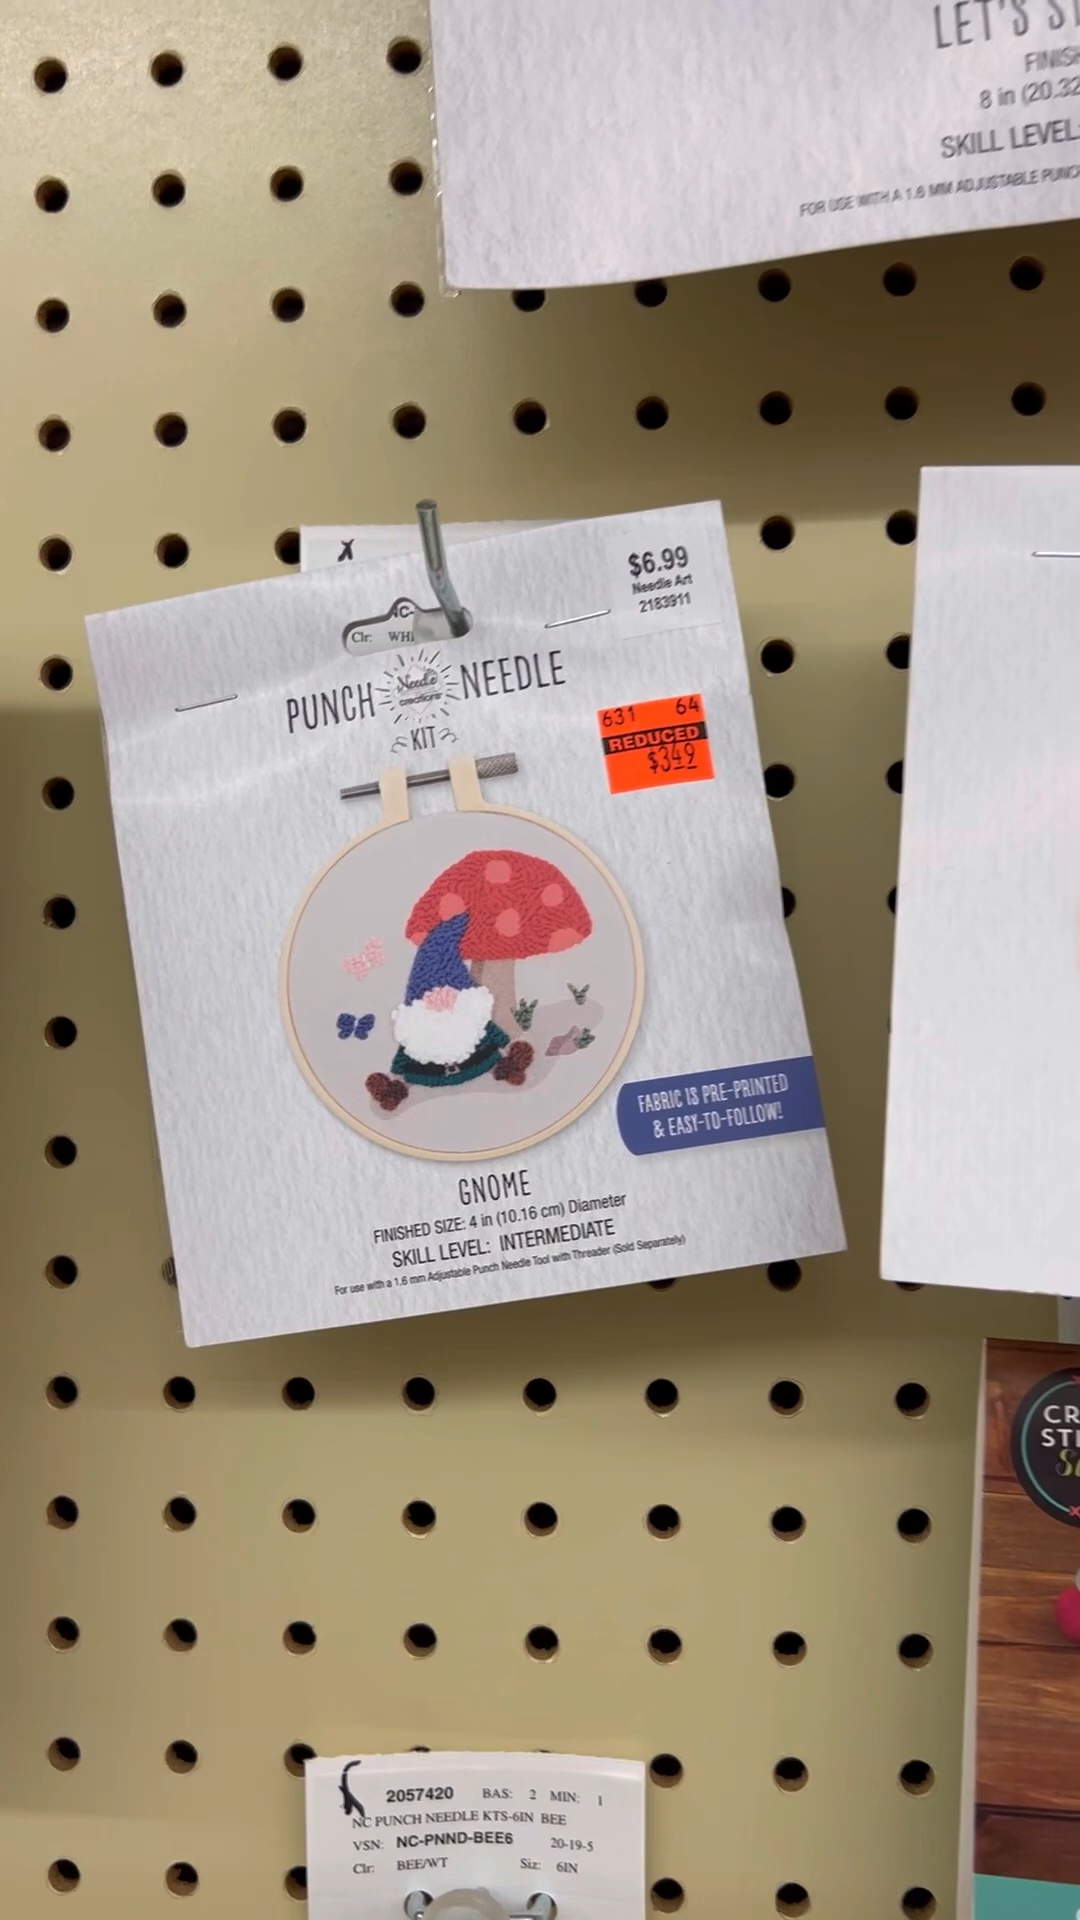 LET'S
8 in (20.32
SKILL LEVEL:
FOR USE WITH A 1.6 MM ADJUSTABLE
$6.99
Needle Art
2183911
NC-
Clr:
PUNCH NEEDLE
Needle
creations
KIT
631 64
REDUCED
$3.49
FABRIC IS PRE-PRINTED
& EASY-TO-FOLLOW!
GNOME
FINISHED SIZE: 4 in (10.16 cm) Diameter
SKILL LEVEL: INTERMEDIATE
For use with a 1.6 mm Adjustable Punch Needle Tool with Threader (Sold Separately)
2057420 BAS: 2 MIN: 1
NC PUNCH NEEDLE KTS-6IN BEE
VSN: NC-PNND-BEE6 20-19-5
Clr: BEE/WT Siz: 6IN